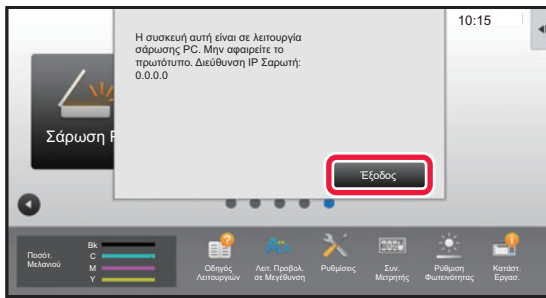 10:15
Η συσκευή αυτή είναι σε λειτουργία
σάρωσης PC. Μην αφαιρείτε το
πρωτότυπο. Διεύθυνση IP Σαρωτή:
0.0.0.0
Σάρωση
Έξοδος
Ποσότ.
Μελανιού
Bk
C
M
Y
Οδηγός
Λειτουργιών
Λειτ. Προβολ.
σε Μεγέθυνση
Ρυθμίσεις
Συν.
Μετρητής
Ρύθμιση
Φωτεινότητας
Κατάστ.
Εργασ.